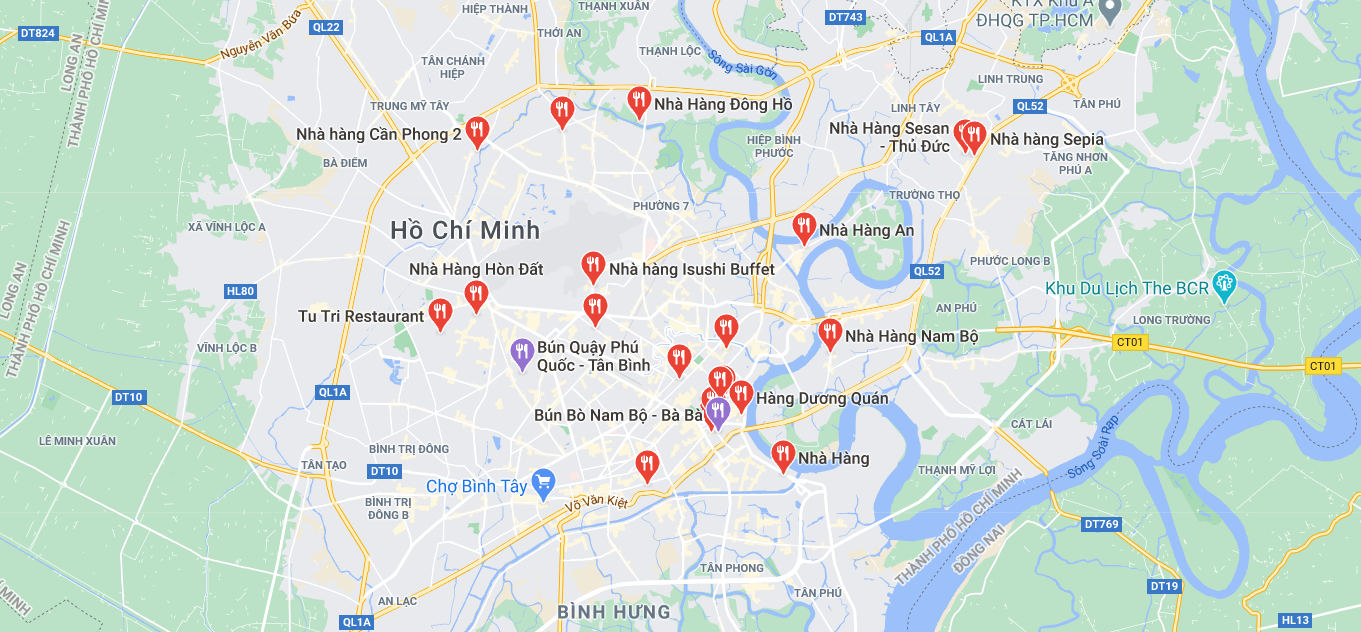 HIỆP THÀNH
THẠNH XUÂN
DT743
KTX Khu A
ĐHQG TP.HCM
DT824
QL22
Nguyễn Văn Bứa
THỚI AN
QL1A
LONG AN
THÀNH PHỐ HỒ CHÍ MINH
THẠNH LỘC
Sông Sài Gòn
TÂN CHÁNH
HIỆP
LINH TRUNG
TRUNG MỸ TÂY
Nhà Hàng Đông Hồ
LINH TÂY
QL52
TÂN PHÚ
Nhà hàng Cần Phong 2
Nhà Hàng Sesan
- Thủ Đức
Nhà hàng Sepia
HIỆP BÌNH
PHƯỚC
BÀ ĐIỂM
TĂNG NHƠN
PHÚ A
TRƯỜNG THỌ
PHƯỜNG 7
XÃ VĨNH LỘC A
Hồ Chí Minh
Nhà Hàng An
LONG AN
THÀNH PHỐ HỒ CHÍ MINH
Nhà Hàng Hòn Đất
Nhà hàng Isushi Buffet
QL52
PHƯỚC LONG B
HL80
Khu Du Lịch The BCR
Tu Tri Restaurant
AN PHÚ
LONG TRƯỜNG
VĨNH LỘC B
Nhà Hàng Nam Bộ
CT01
Bún Quậy Phú
Quốc - Tân Bình
CT01
QL1A
DT10
Hàng Dương Quán
Bún Bò Nam Bộ - Bà Bà
CÁT LÁI
LÊ MINH XUÂN
BÌNH TRỊ ĐÔNG
Sông Soài Rạp
TÂN TẠO
DT10
Nhà Hàng
THẠNH MỸ LỢI
Chợ Bình Tây
BÌNH TRỊ
ĐÔNG B
Võ Văn Kiệt
DT769
THÀNH PHỐ HỒ CHÍ MINH
ĐỒNG NAI
TÂN PHONG
DT19
MINH
AN LẠC
TÂN PHÚ
BÌNH HƯNG
QL1A
HL13